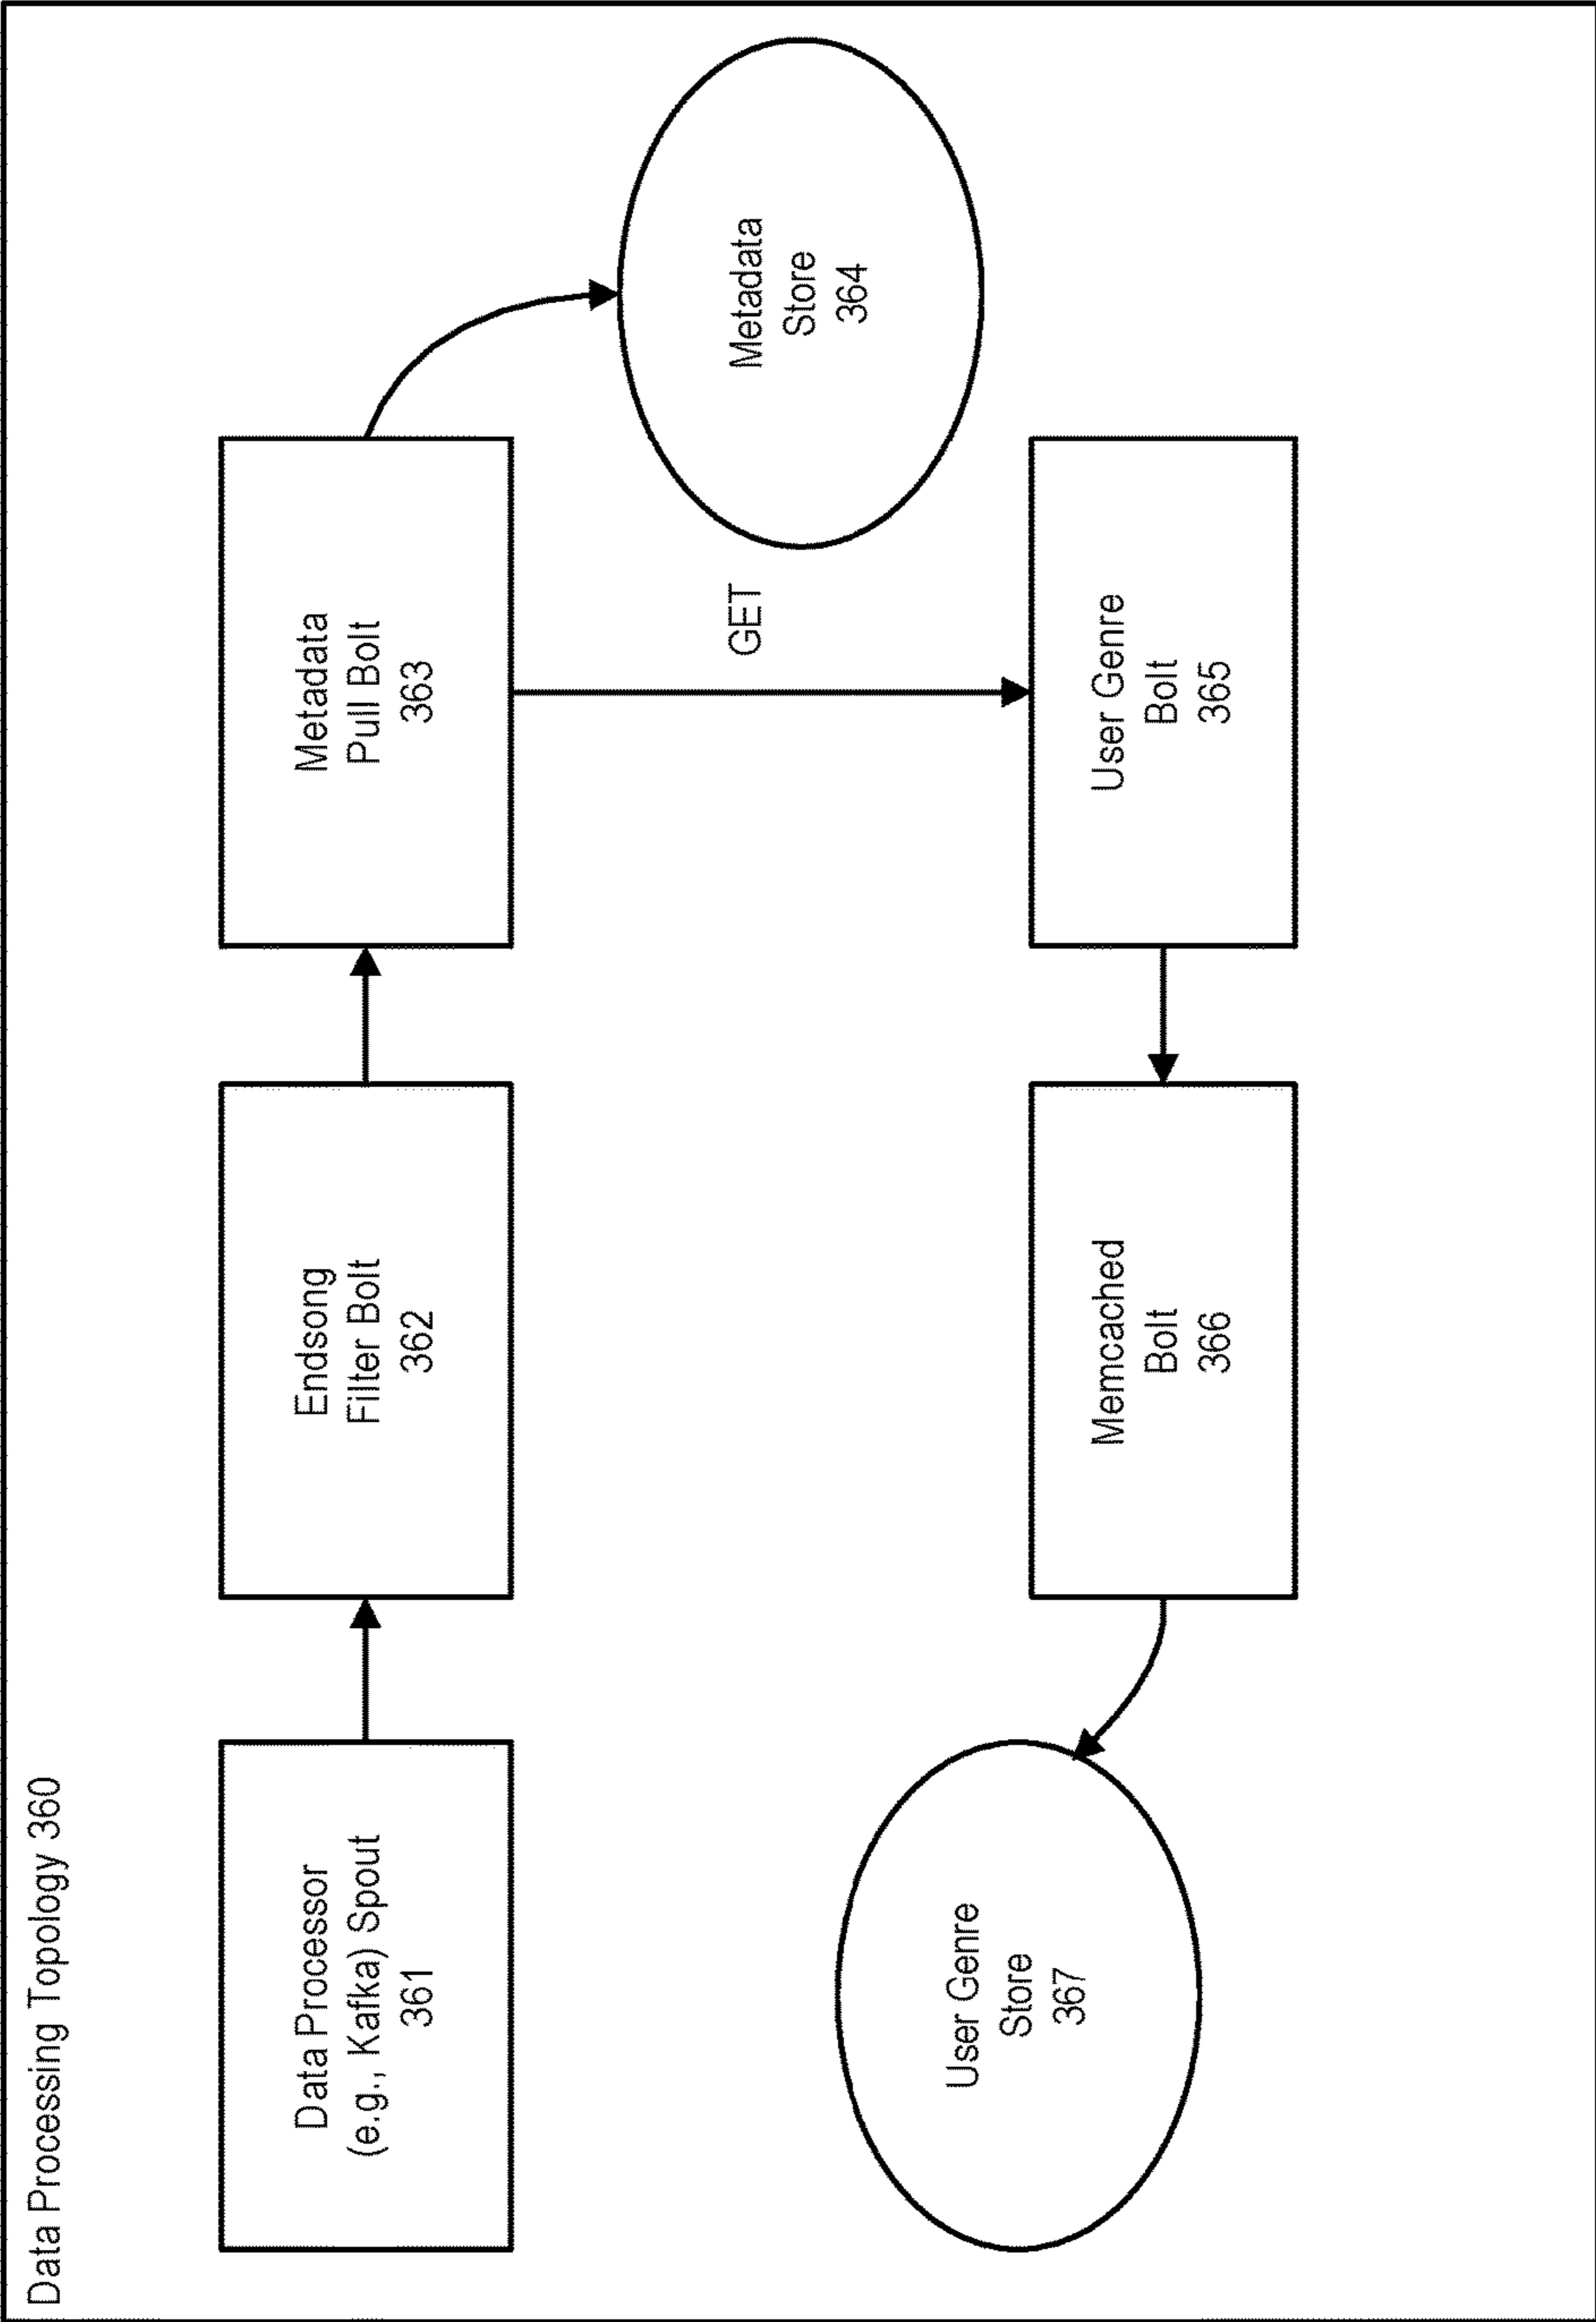 Data Processing Topology 360
Data Processor
(e.g., Kafka) Spout
361
Endsong
Filter Bolt
362
Metadata
Pull Bolt
363
Metadata
Store
364
GET
User Genre
Bolt
365
Memcached
Bolt
366
User Genre
Store
367